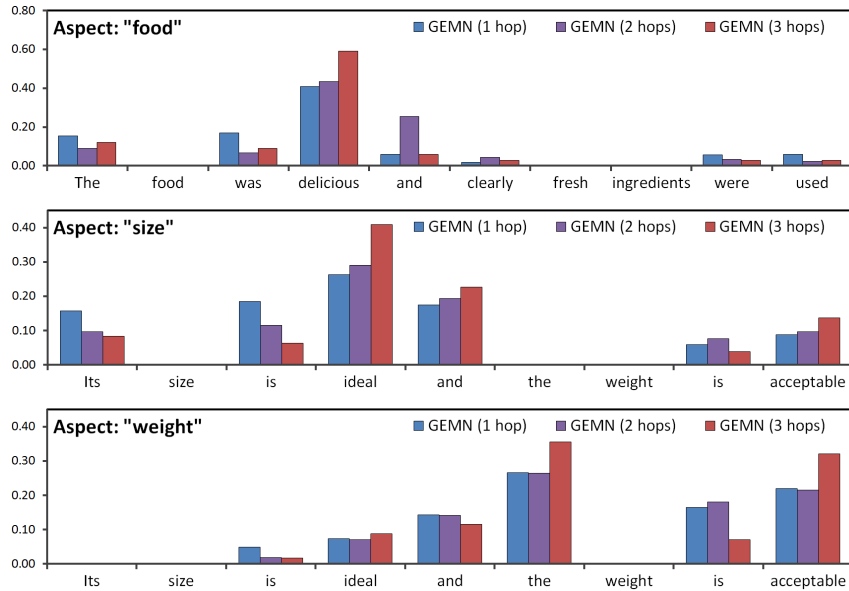 0.80
Aspect: "food"
GEMN (1 hop) GEMN (2 hops) GEMN (3 hops)
0.60
0.40
0.20
0.00
The food was delicious and clearly fresh ingredients were used
Aspect: "size"
GEMN (1 hop) GEMN (2 hops) GEMN (3 hops)
0.40
0.30
0.20
0.10
0.00
Its size is ideal and the weight is acceptable
Aspect: "weight"
GEMN (1 hop) GEMN (2 hops) GEMN (3 hops)
0.40
0.30
0.20
0.10
0.00
Its size is ideal and the weight is acceptable